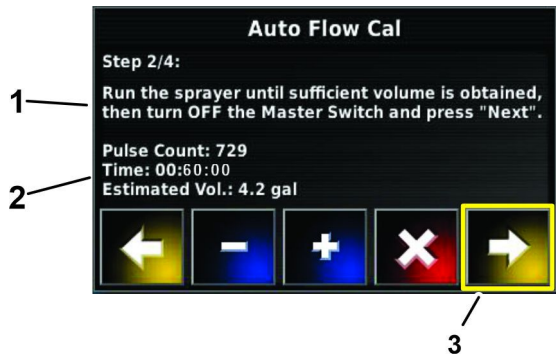 Auto Flow Cal
Step 2/4:
1
Run the sprayer until sufficient volume is obtained,
then turn OFF the Master Switch and press "Next".
Pulse Count: 729
2
Time: 00:60:00
Estimated Vol.: 4.2 gal
3